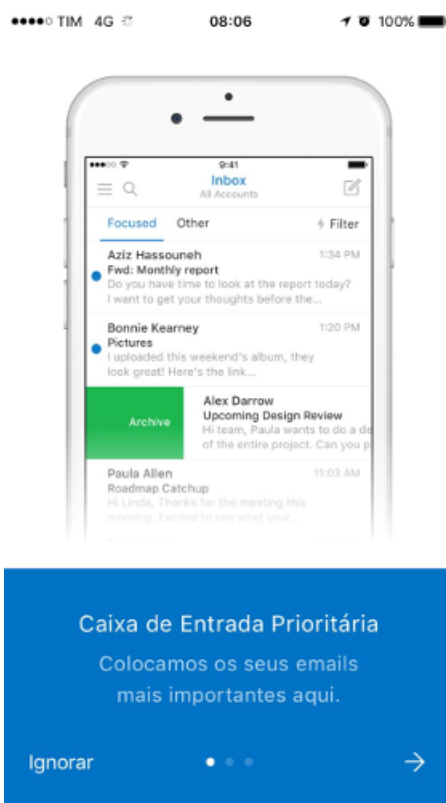 TIM 4G 08:06 100%
9:41
Inbox
All Accounts
Focused Other Filter
Aziz Hassouneh 1:34 PM
Fwd: Monthly report
Do you have time to look at the report today?
I want to get your thoughts before the...
Bonnie Kearney 1:20 PM
Pictures
I uploaded this weekend's album, they
look great! Here's the link...
Alex Darrow
Upcoming Design Review
Archive
Hi team, Paula wants to do a de
of the entire project. Can you p
Paula Allen 11:03 AM
Roadmap Catchup
Hi Linda, Thanks for the meeting this
morning. Excited to see what your...
Caixa de Entrada Prioritária
Colocamos os seus emails
mais importantes aqui.
Ignorar